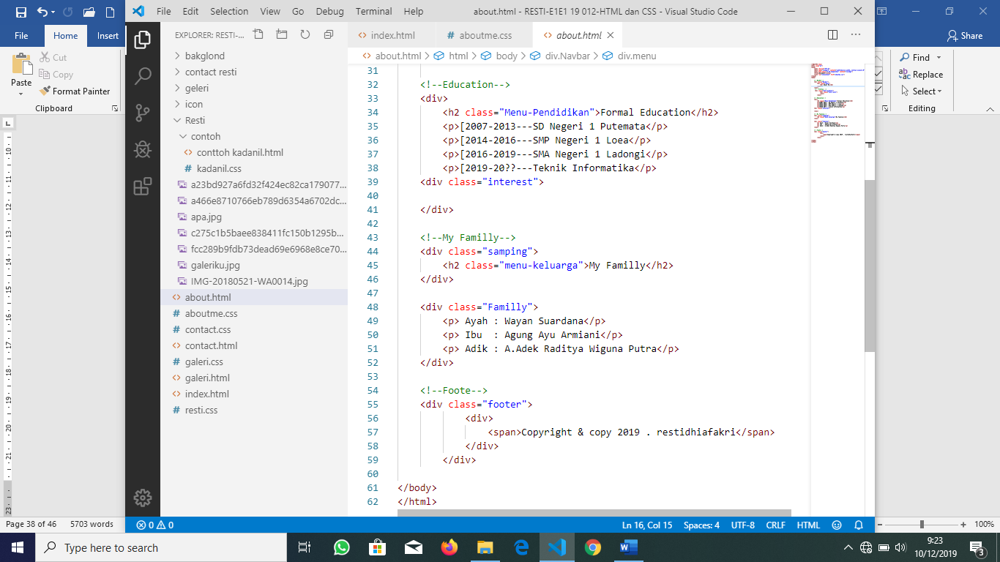 File Edit Selection View Go Debug Terminal Help about.html - RESTI-E1E1 19 012-HTML dan CSS - Visual Studio Code
File Home Insert Share
Cut
Copy
Paste Format Painter
Clipboard
Find
Replace
Select
Editing
EXPLORER: RESTI-...
bakglond
contact resti
geleri
icon
Resti
contoh
conttoh kadanil.html
kadanil.css
a23bd927a6fd32f424ec82ca179077...
a466e8710766eb789d6354a6702dc...
apa.jpg
c275c1b5baee838411fc150b1295b...
fcc289b9fdb73dead69e6968e8ce70...
galeriku.jpg
IMG-20180521-WA0014.jpg
about.html
aboutme.css
contact.css
contact.html
galeri.css
galeri.html
index.html
resti.css
index.html aboutme.css about.html
about.html > html > body > div.Navbar > div.menu
31
32 <!--Education-->
33 <div>
34 <h2 class="Menu-Pendidikan">Formal Education</h2>
35 <p>[2007-2013---SD Negeri 1 Putemata</p>
36 <p>[2014-2016---SMP Negeri 1 Loea</p>
37 <p>[2016-2019---SMA Negeri 1 Ladongi</p>
38 <p>[2019-20??---Teknik Informatika</p>
39 <div class="interest">
40
41 </div>
42
43 <!--My Familly-->
44 <div class="samping">
45 <h2 class="menu-keluarga">My Familly</h2>
46 </div>
47
48 <div class="Familly">
49 <p> Ayah : Wayan Suardana</p>
50 <p> Ibu  : Agung Ayu Armiani</p>
51 <p> Adik : A.Adek Raditya Wiguna Putra</p>
52 </div>
53
54 <!--Foote-->
55 <div class="footer">
56 <div>
57 <span>Copyright & copy 2019 . restidhiafakri</span>
58 </div>
59 </div>
60
61 </body>
62 </html>
0 0 Ln 16, Col 15 Spaces: 4 UTF-8 CRLF HTML
Page 38 of 46 5703 words 100%
Type here to search
9:23
10/12/2019
3